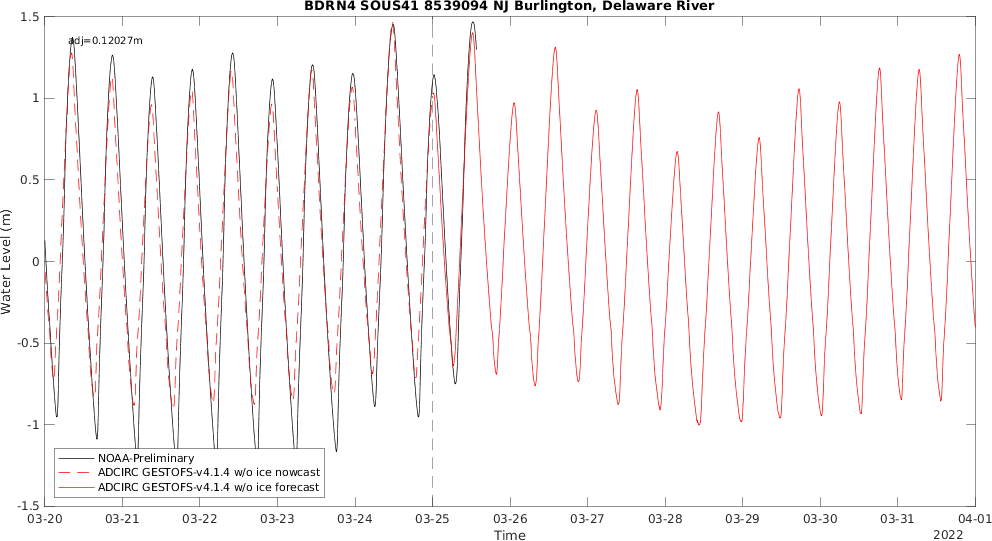 BDRN4 SOUS41 8539094 NJ Burlington, Delaware River
1.5
adj=0.12027m
1
0.5
0
-0.5
-1
-1.5
Water Level (m)
NOAA-Preliminary
ADCIRC GESTOFS-v4.1.4 w/o ice nowcast
ADCIRC GESTOFS-v4.1.4 w/o ice forecast
03-20 03-21 03-22 03-23 03-24 03-25 03-26 03-27 03-28 03-29 03-30 03-31 04-01
Time
2022